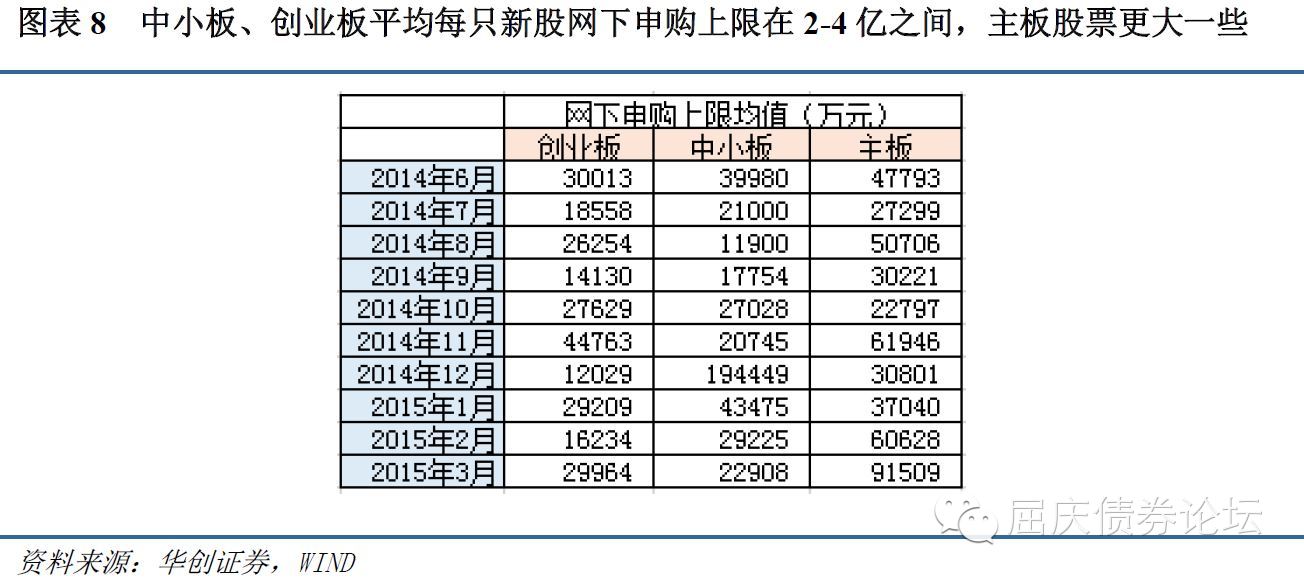 图表 8 中小板、创业板平均每只新股网下申购上限在 2-4 亿之间，主板股票更大一些
网下申购上限均值（万元）
创业板 中小板 主板
2014年6月 30013 39980 47793
2014年7月 18558 21000 27299
2014年8月 26254 11900 50706
2014年9月 14130 17754 30221
2014年10月 27629 27028 22797
2014年11月 44763 20745 61946
2014年12月 12029 194449 30801
2015年1月 29209 43475 37040
2015年2月 16234 29225 60628
2015年3月 29964 22908 91509
屈庆债券论坛
资料来源：华创证券，WIND